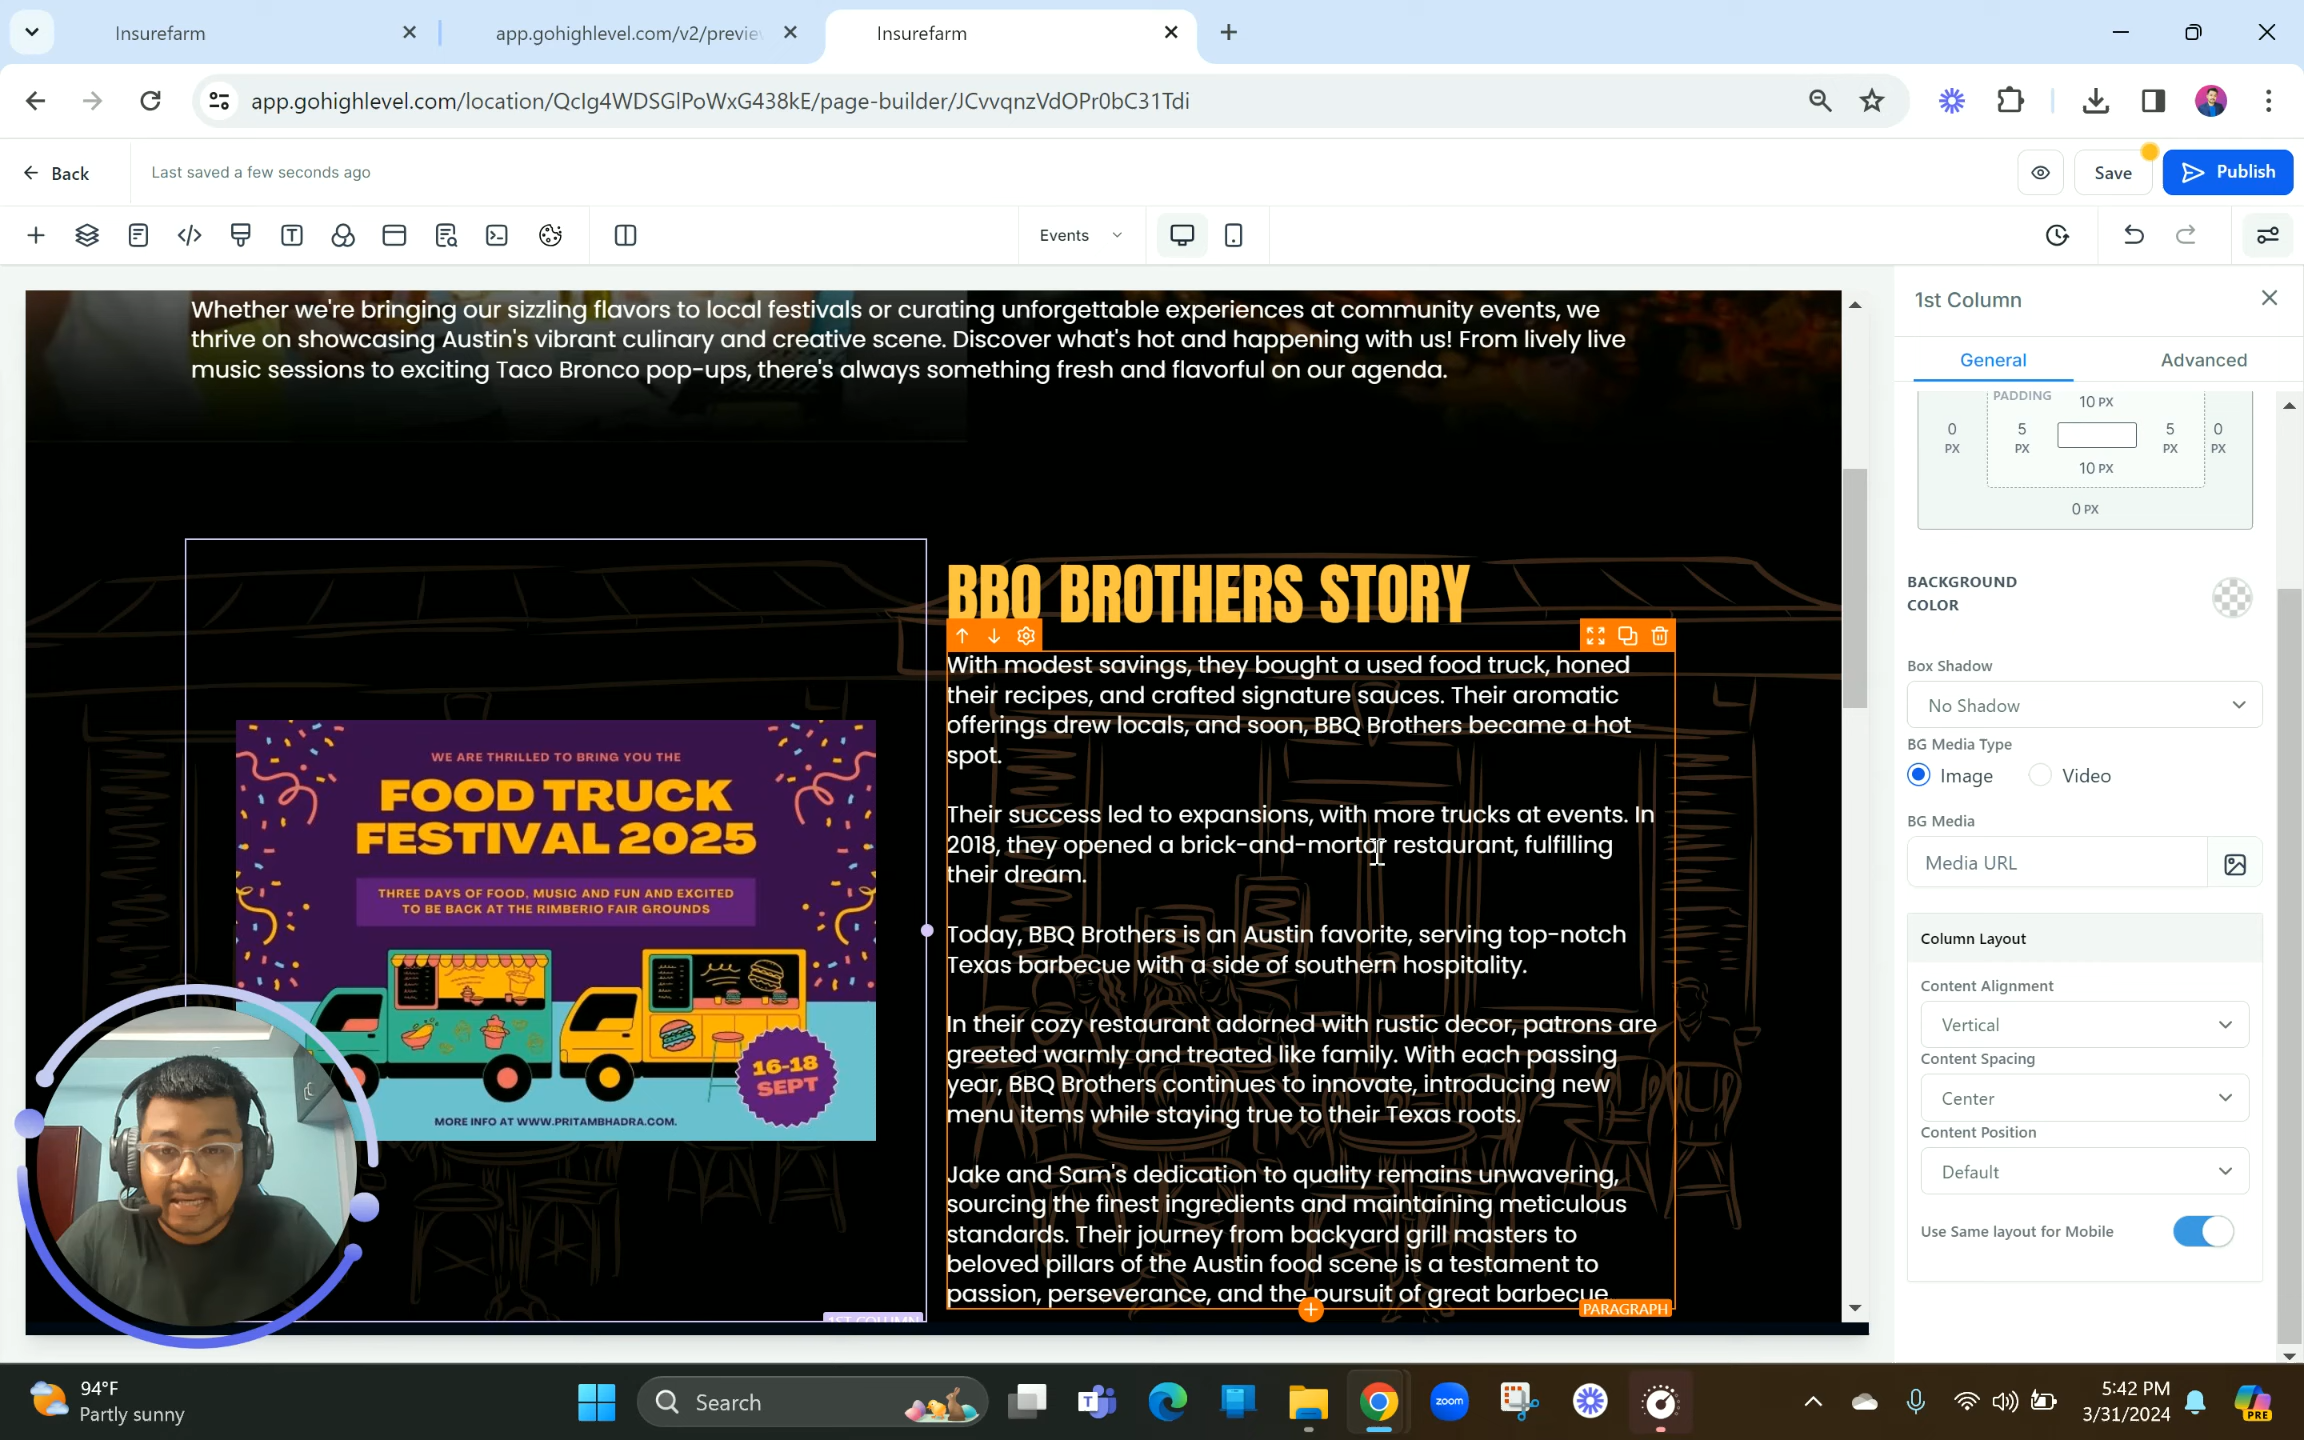 Insurefarm
app.gohighlevel.com/v2/previe
Insurefarm
app.gohighlevel.com/location/QcIg4WDSGlPoWxG438kE/page-builder/JCvvqnzVdOPr0bC31Tdi
Back
Last saved a few seconds ago
Save
Publish
Events
Whether we're bringing our sizzling flavors to local festivals or curating unforgettable experiences at community events, we
thrive on showcasing Austin's vibrant culinary and creative scene. Discover what's hot and happening with us! From lively live
music sessions to exciting Taco Bronco pop-ups, there's always something fresh and flavorful on our agenda.
WE ARE THRILLED TO BRING YOU THE
FOOD TRUCK
FESTIVAL 2025
THREE DAYS OF FOOD, MUSIC AND FUN AND EXCITED
TO BE BACK AT THE RIMBERIO FAIR GROUNDS
16-18
SEPT
MORE INFO AT WWW.PRITAMBHADRA.COM.
1ST COLUMN
BBQ BROTHERS STORY
With modest savings, they bought a used food truck, honed
their recipes, and crafted signature sauces. Their aromatic
offerings drew locals, and soon, BBQ Brothers became a hot
spot.
Their success led to expansions, with more trucks at events. In
2018, they opened a brick-and-mortar restaurant, fulfilling
their dream.
Today, BBQ Brothers is an Austin favorite, serving top-notch
Texas barbecue with a side of southern hospitality.
In their cozy restaurant adorned with rustic decor, patrons are
greeted warmly and treated like family. With each passing
year, BBQ Brothers continues to innovate, introducing new
menu items while staying true to their Texas roots.
Jake and Sam's dedication to quality remains unwavering,
sourcing the finest ingredients and maintaining meticulous
standards. Their journey from backyard grill masters to
beloved pillars of the Austin food scene is a testament to
passion, perseverance, and the pursuit of great barbecue
PARAGRAPH
1st Column
General
Advanced
PADDING
10 PX
0 PX
5 PX
5 PX
0 PX
10 PX
0 PX
BACKGROUND
COLOR
Box Shadow
No Shadow
BG Media Type
Image
Video
BG Media
Media URL
Column Layout
Content Alignment
Vertical
Content Spacing
Center
Content Position
Default
Use Same layout for Mobile
94°F
Partly sunny
Search
zoom
5:42 PM
3/31/2024
PRE